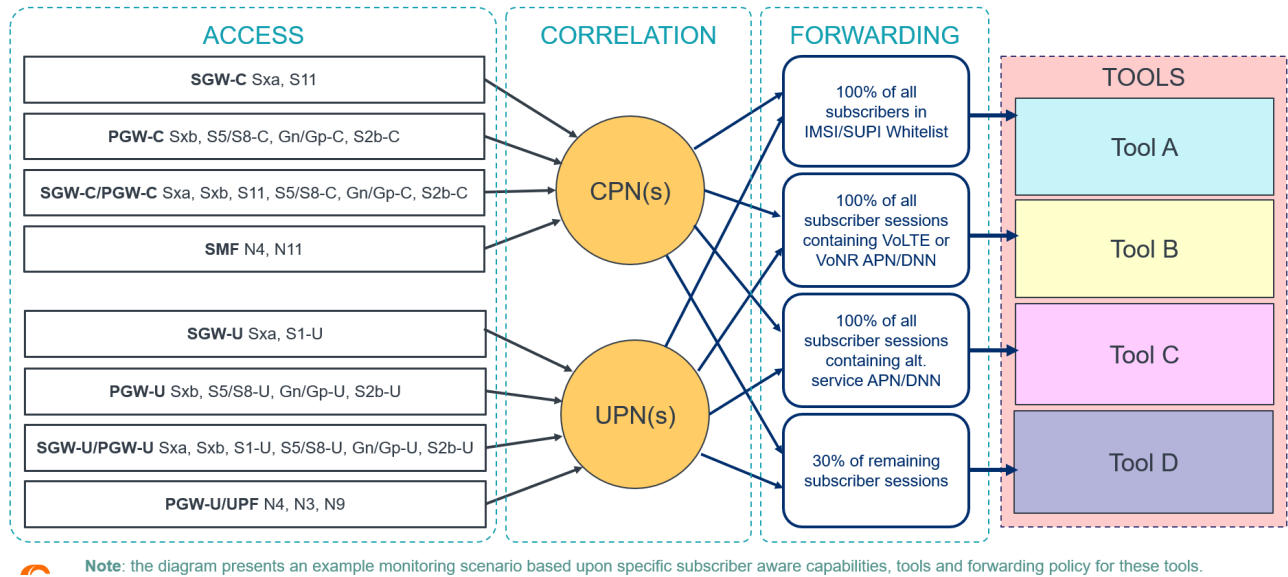 ACCESS
SGW-C Sxa, S11
PGW-C Sxb, S5/S8-C, Gn/Gp-C, S2b-C
SGW-C/PGW-C Sxa, Sxb, S11, S5/S8-C, Gn/Gp-C, S2b-C
SMF N4, N11
SGW-U Sxa, S1-U
PGW-U Sxb, S5/S8-U, Gn/Gp-U, S2b-U
SGW-U/PGW-U Sxa, Sxb, S1-U, S5/S8-U, Gn/Gp-U, S2b-U
PGW-U/UPF N4, N3, N9
CORRELATION
CPN(s)
UPN(s)
FORWARDING
100% of all
subscribers in
IMSI/SUPI Whitelist
100% of all
subscriber sessions
containing VoLTE or
VoNR APN/DNN
100% of all
subscriber sessions
containing alt.
service APN/DNN
30% of remaining
subscriber sessions
TOOLS
Tool A
Tool B
Tool C
Tool D
Note: the diagram presents an example monitoring scenario based upon specific subscriber aware capabilities, tools and forwarding policy for these tools.